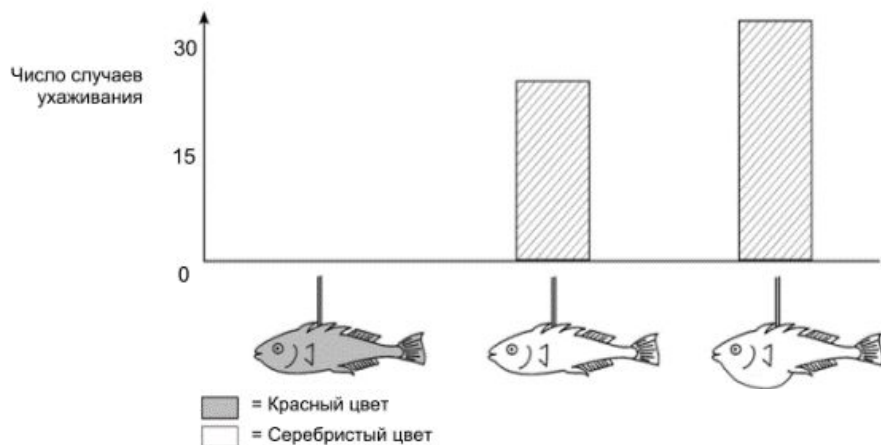 30
Число случаев
ухаживания
15
0
= Красный цвет
= Серебристый цвет